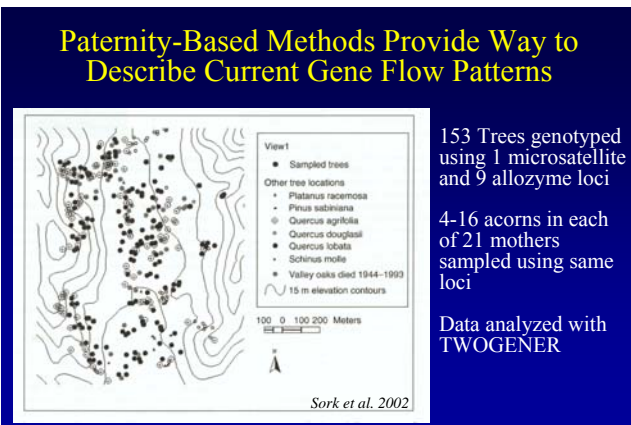 Paternity-Based Methods Provide Way to
Describe Current Gene Flow Patterns
View1
Sampled trees
Other tree locations
Platanus racemosa
Pinus sabiniana
Quercus agrifolia
Quercus douglasii
Quercus lobata
Schinus molle
Valley oaks died 1944–1993
15 m elevation contours
100 0 100 200 Meters
N
Sork et al. 2002
153 Trees genotyped
using 1 microsatellite
and 9 allozyme loci
4-16 acorns in each
of 21 mothers
sampled using same
loci
Data analyzed with
TWOGENER